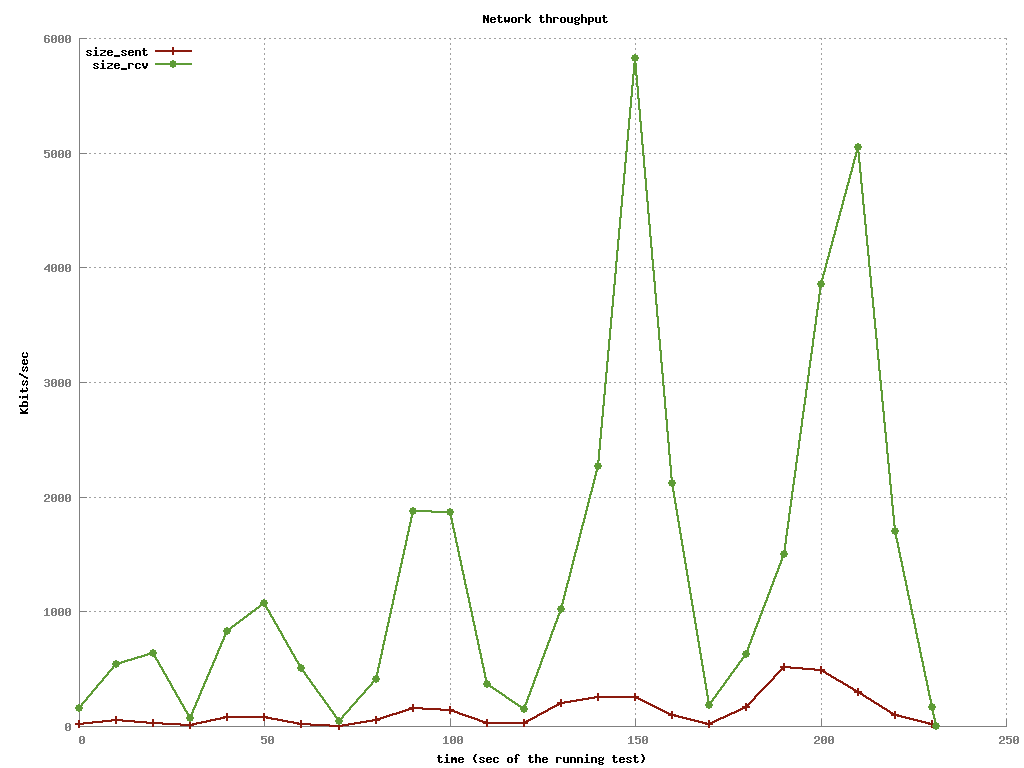 Network throughput
size_sent
size_rcv
6000
5000
4000
3000
2000
1000
0
Kbits/sec
0 50 100 150 200 250
time (sec of the running test)